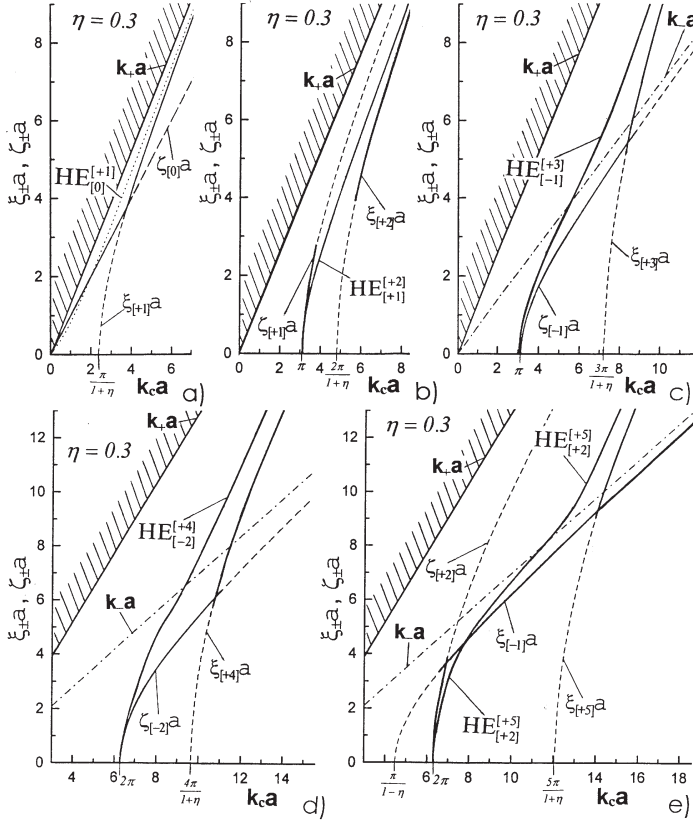 η = 0.3
k₊a
HE[0][+1]
ζ[0]a
ξ[+1]a
ξ±a, ζ±a
0 2 4 6 8
0 2 4 6
π/(1+η)
kca
a)
η = 0.3
k₊a
ξ[+2]a
HE[+1][+2]
ζ[+1]a
ξ±a, ζ±a
0 2 4 6 8
0 2 4 6 8
π
2π/(1+η)
kca
b)
η = 0.3
k₊a
k₋a
HE[-1][+3]
ξ[+3]a
ζ[-1]a
ξ±a, ζ±a
0 2 4 6 8
0 2 4 6 8 10
π
3π/(1+η)
kca
c)
k₊a
η = 0.3
HE[-2][+4]
k₋a
ξ[+4]a
ζ[-2]a
ξ±a, ζ±a
0 2 4 6 8 10 12
4 6 8 10 12 14
2π
4π/(1+η)
kca
d)
η = 0.3
k₊a
HE[+2][+5]
ζ[+2]a
k₋a
ξ[-1]a
ξ[+5]a
HE[+2][+5]
ξ±a, ζ±a
0 2 4 6 8 10 12
4 6 8 10 12 14 16 18
π/(1-η)
2π
5π/(1+η)
kca
e)